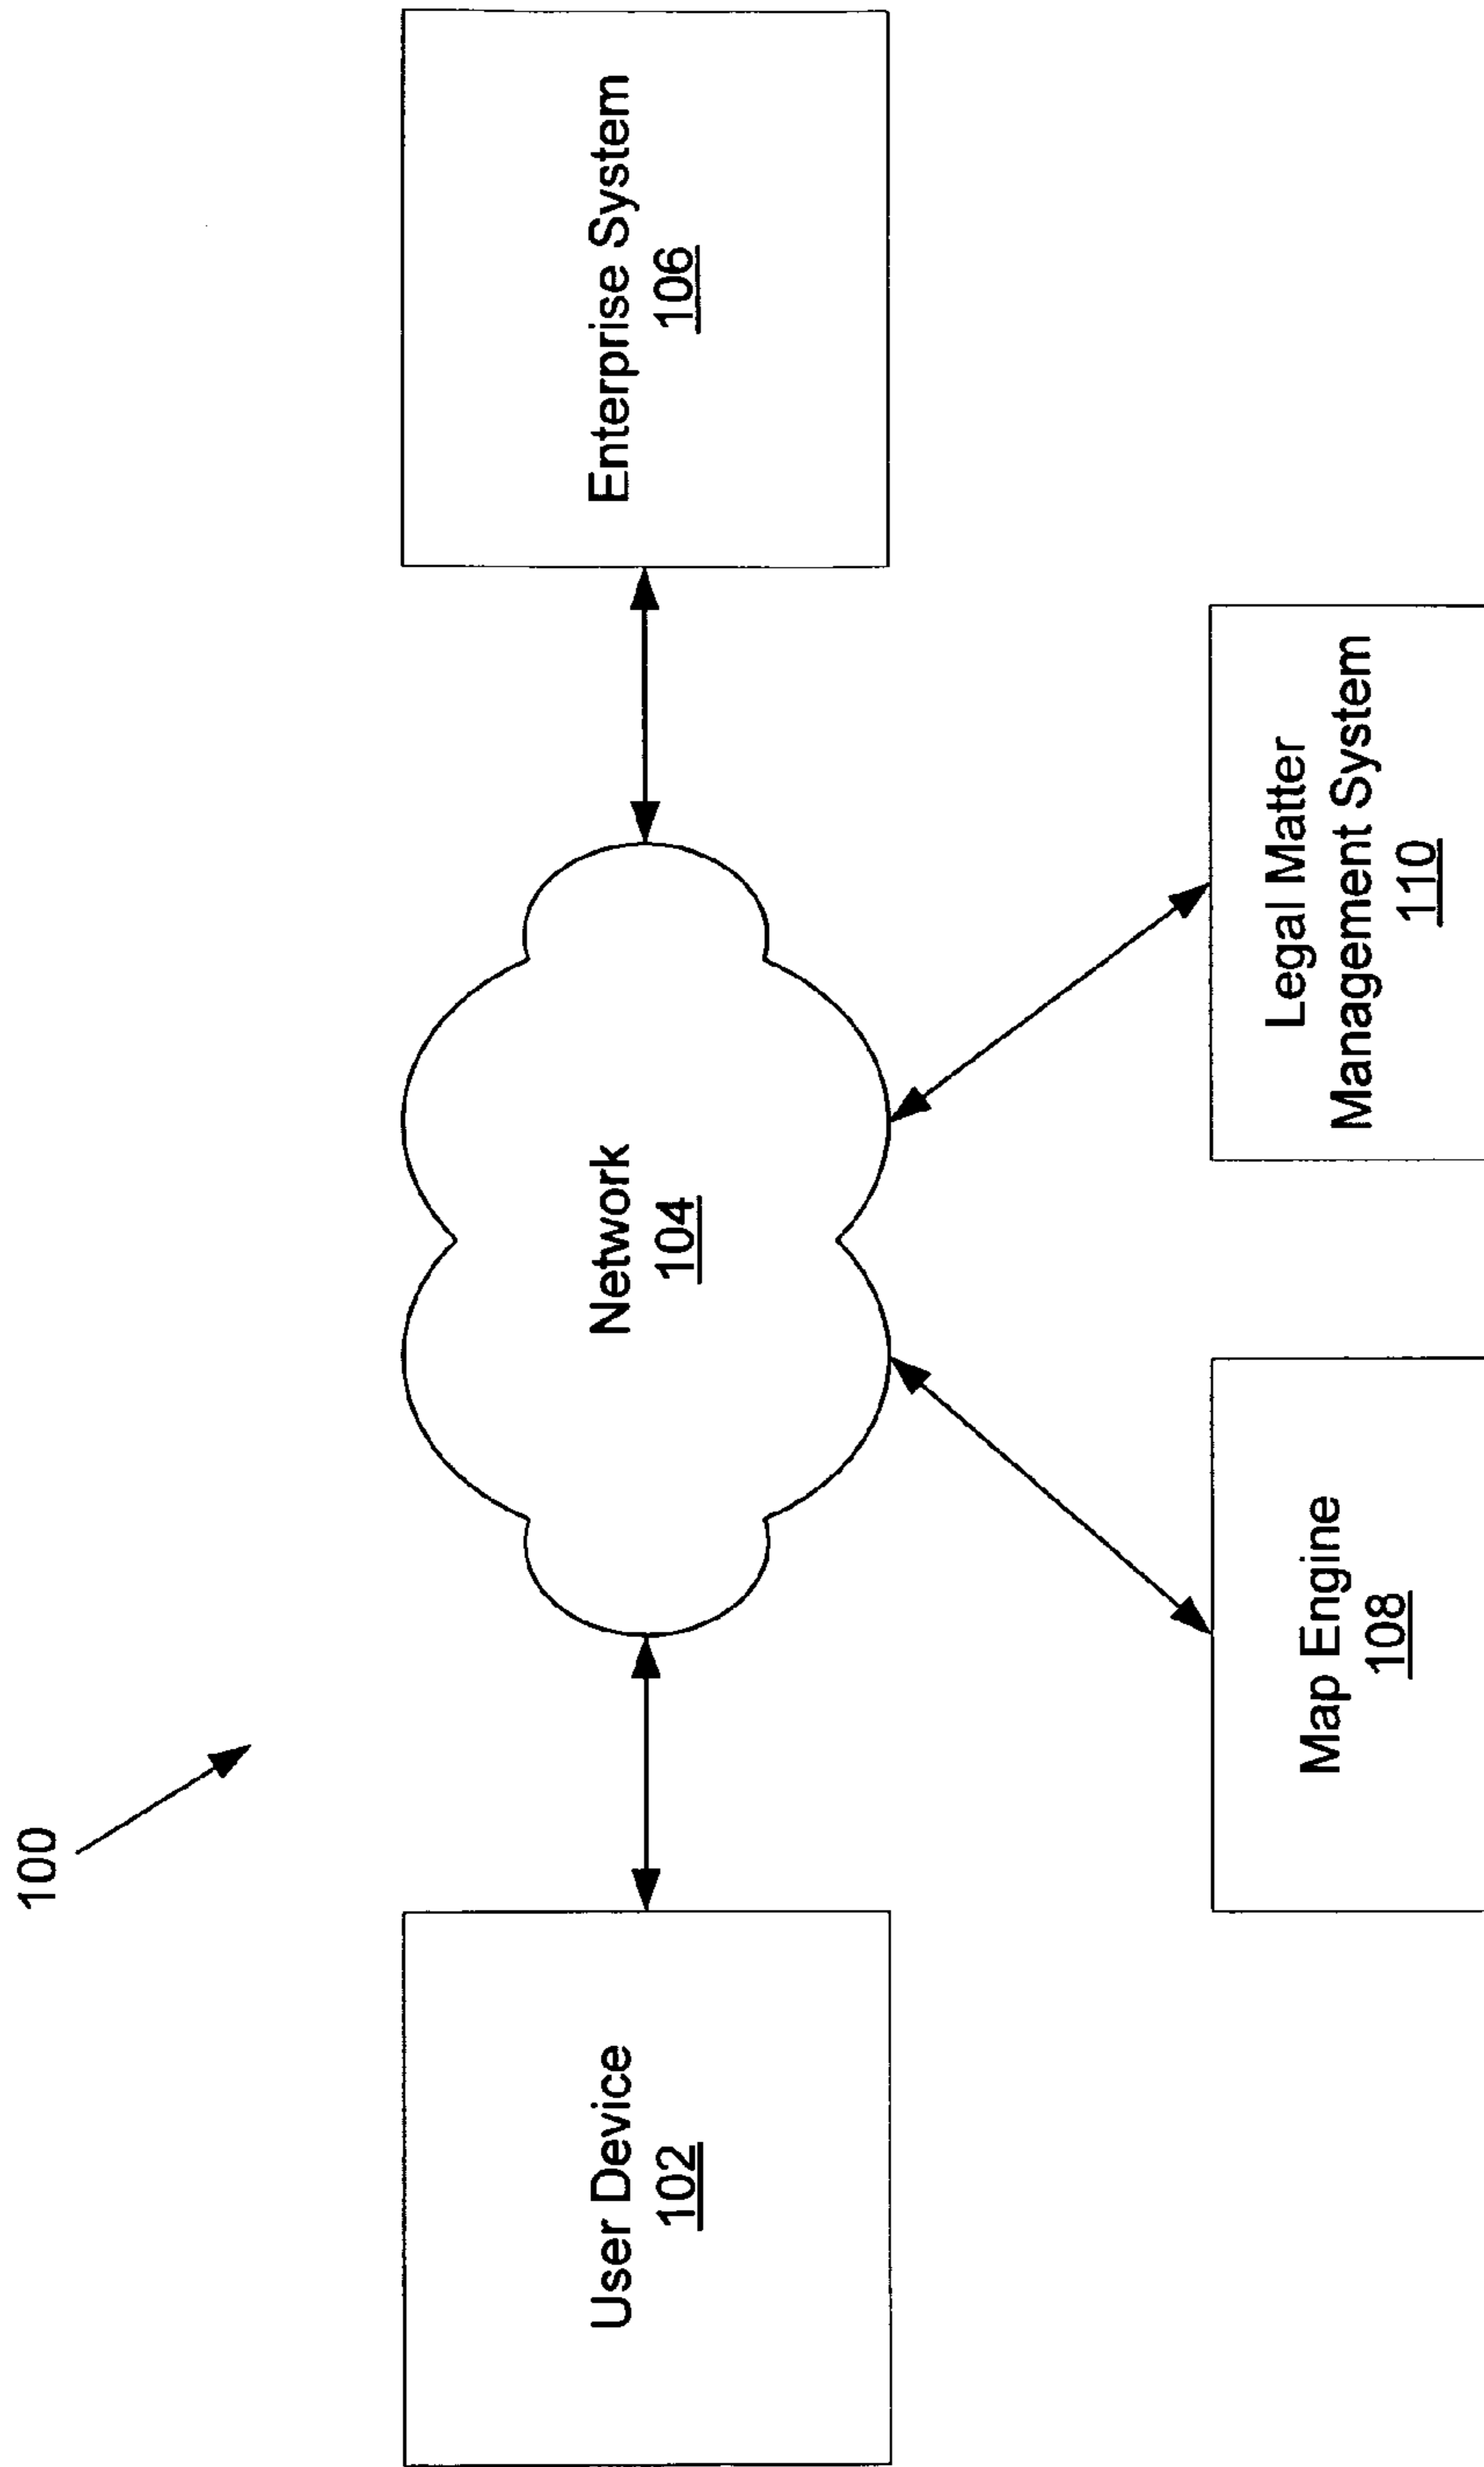 100
User Device
102
Network
104
Enterprise System
106
Map Engine
108
Legal Matter
Management System
110